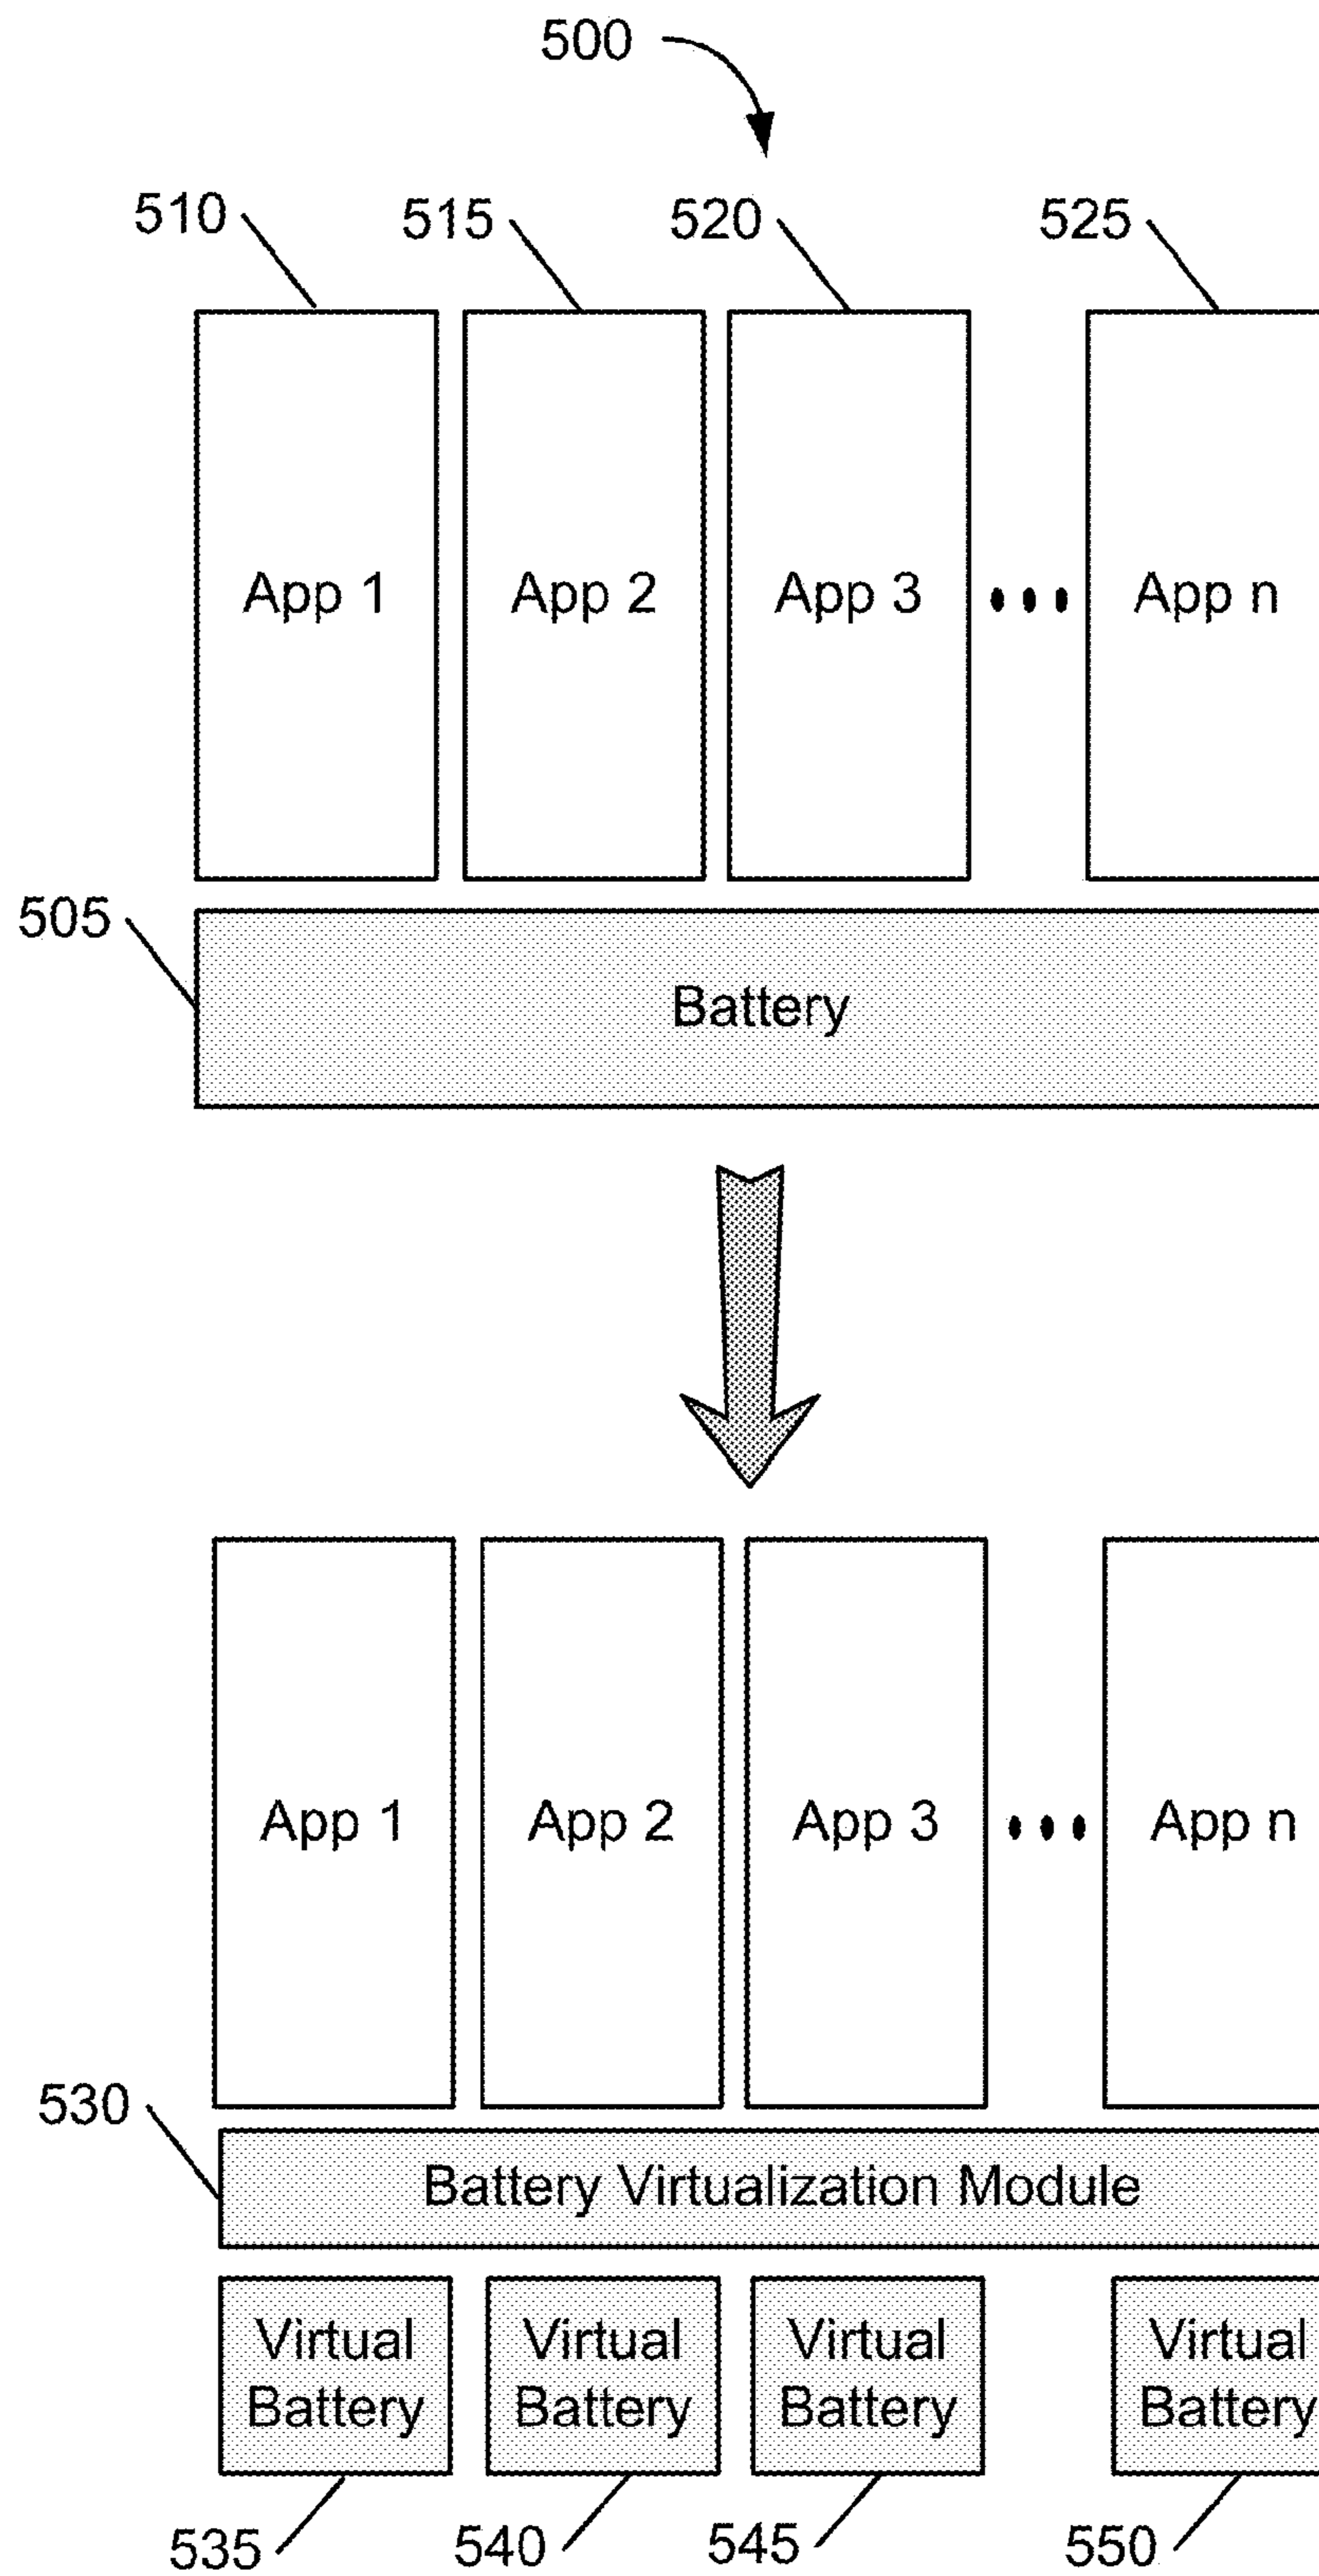 500
510 515 520 525
App 1 App 2 App 3 ••• App n
505
Battery
App 1 App 2 App 3 ••• App n
530
Battery Virtualization Module
Virtual Virtual Virtual Virtual
Battery Battery Battery Battery
535 540 545 550